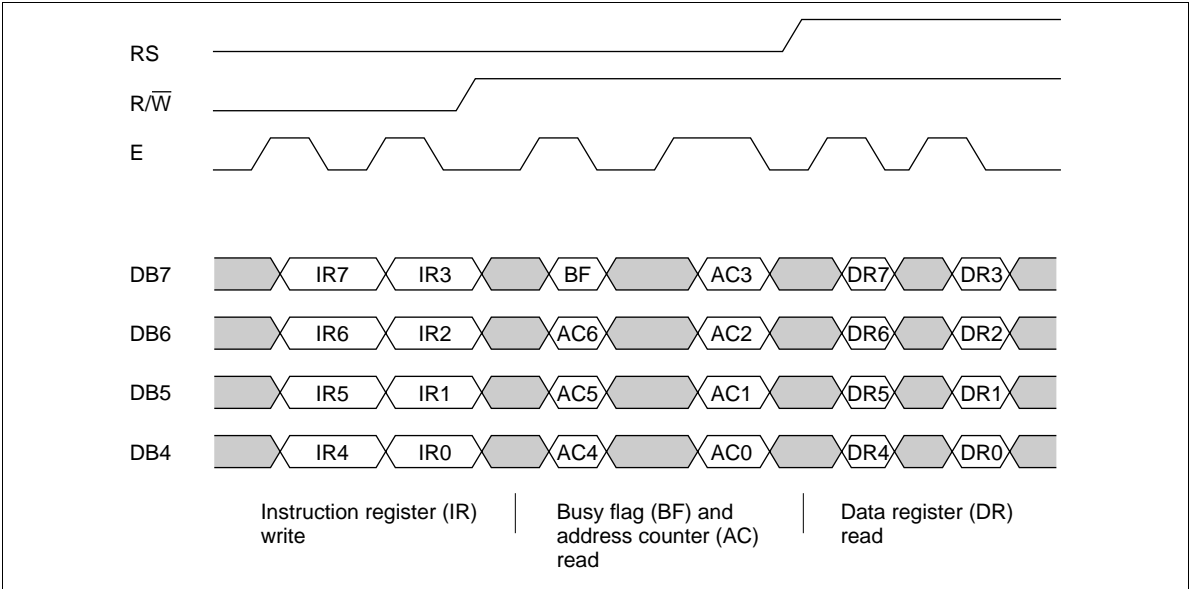 RS
R/W̅
E
DB7 IR7 IR3 BF AC3 DR7 DR3
DB6 IR6 IR2 AC6 AC2 DR6 DR2
DB5 IR5 IR1 AC5 AC1 DR5 DR1
DB4 IR4 IR0 AC4 AC0 DR4 DR0
Instruction register (IR)
write
Busy flag (BF) and
address counter (AC)
read
Data register (DR)
read